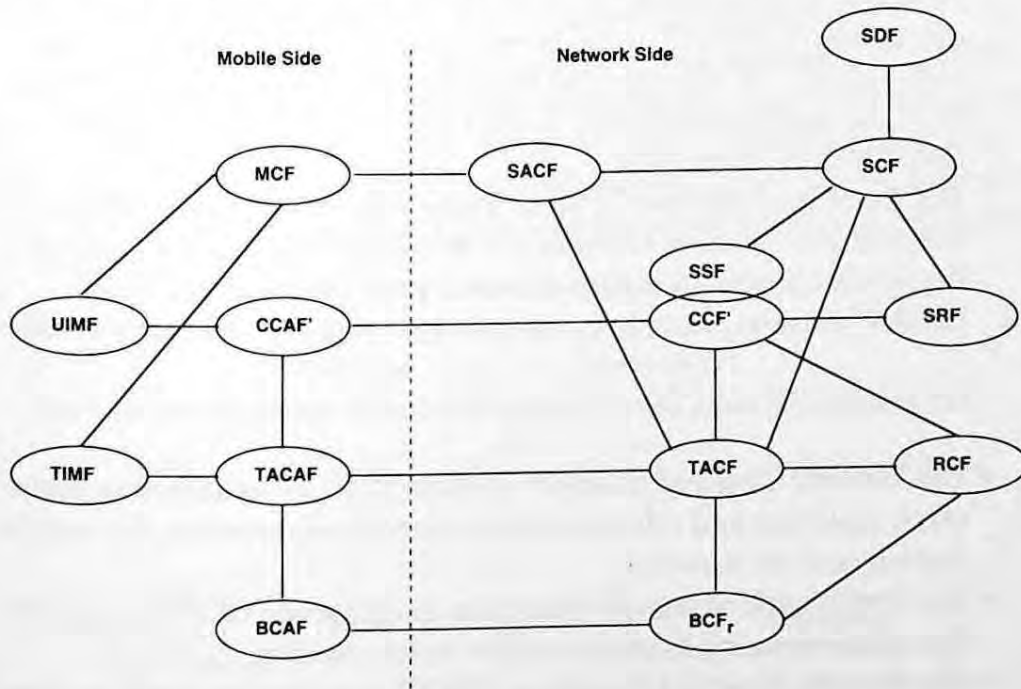 SDF
Mobile Side
Network Side
MCF
SACF
SCF
SSF
UIMF
CCAF'
CCF'
SRF
TIMF
TACAF
TACF
RCF
BCAF
BCFr